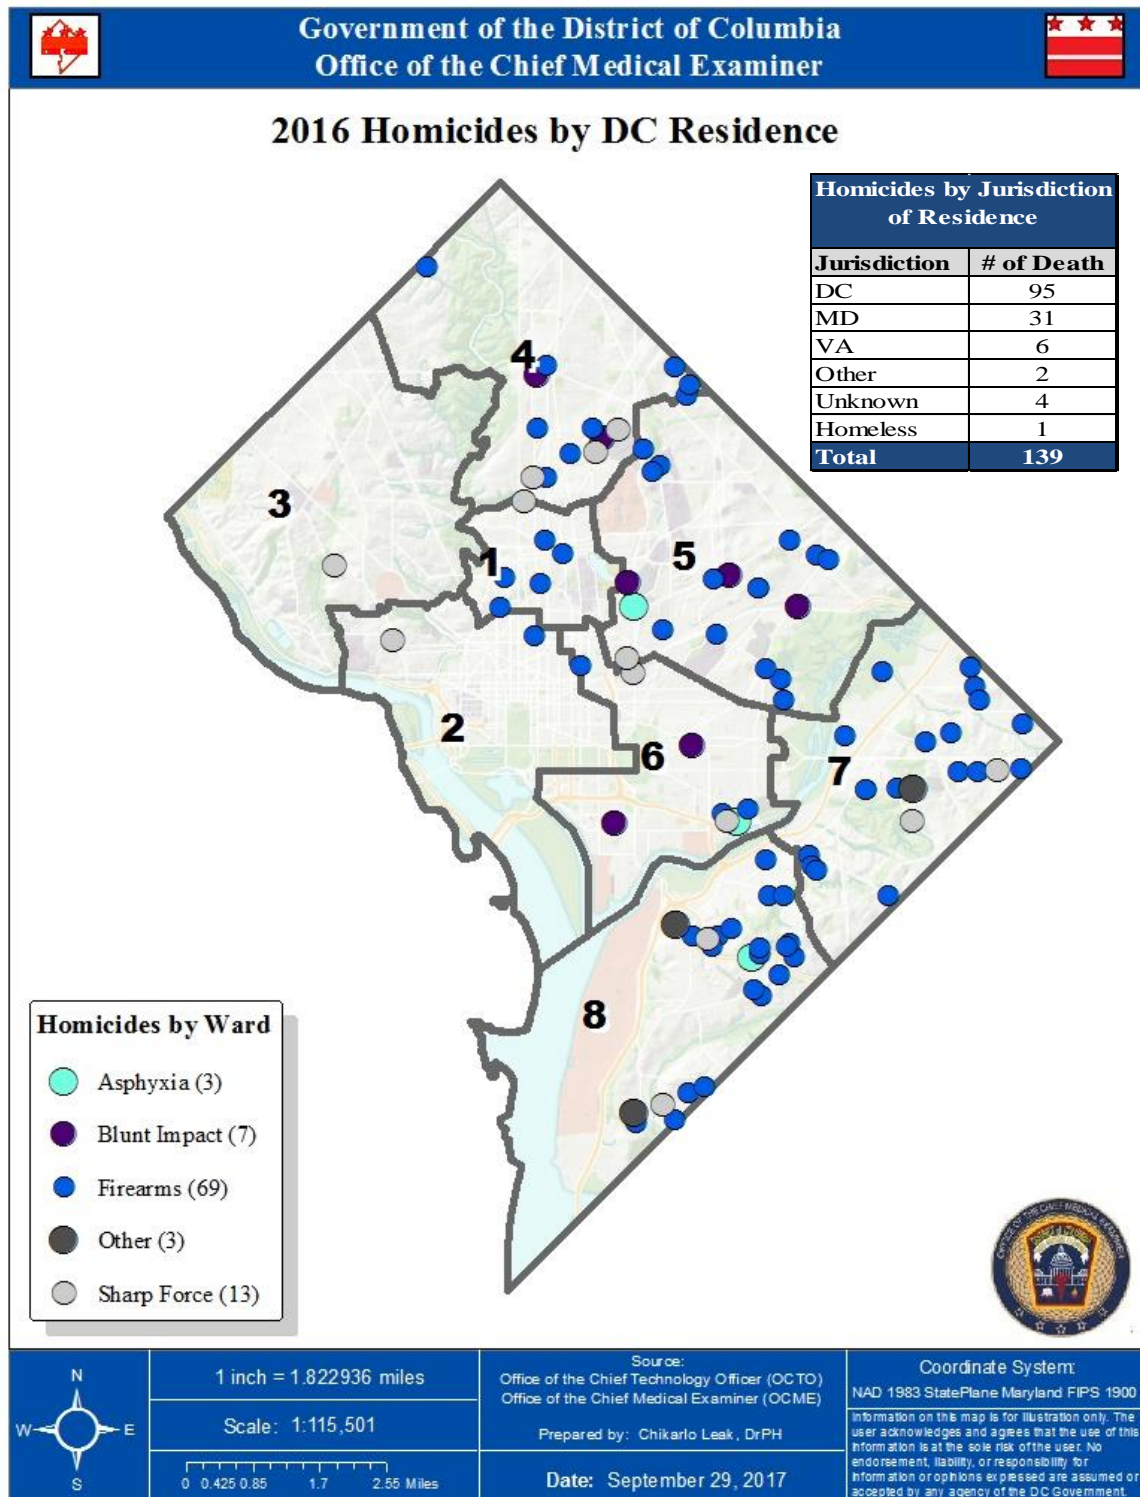 Government of the District of Columbia
Office of the Chief Medical Examiner
2016 Homicides by DC Residence
Homicides by Jurisdiction
of Residence
Jurisdiction # of Death
DC 95
MD 31
VA 6
Other 2
Unknown 4
Homeless 1
Total 139
4
3
1
5
2
6
7
8
Homicides by Ward
Asphyxia (3)
Blunt Impact (7)
Firearms (69)
Other (3)
Sharp Force (13)
OFFICE OF THE CHIEF MEDICAL EXAMINER
N
W E
S
1 inch = 1.822936 miles
Scale: 1:115,501
0 0.425 0.85 1.7 2.55 Miles
Source:
Office of the Chief Technology Officer (OCTO)
Office of the Chief Medical Examiner (OCME)
Prepared by: Chikarlo Leak, DrPH
Date: September 29, 2017
Coordinate System:
NAD 1983 StatePlane Maryland FIPS 1900
Information on this map is for illustration only. The
user acknowledges and agrees that the use of this
information is at the sole risk of the user. No
endorsement, liability, or responsibility for
information or opinions expressed are assumed or
accepted by any agency of the DC Government.